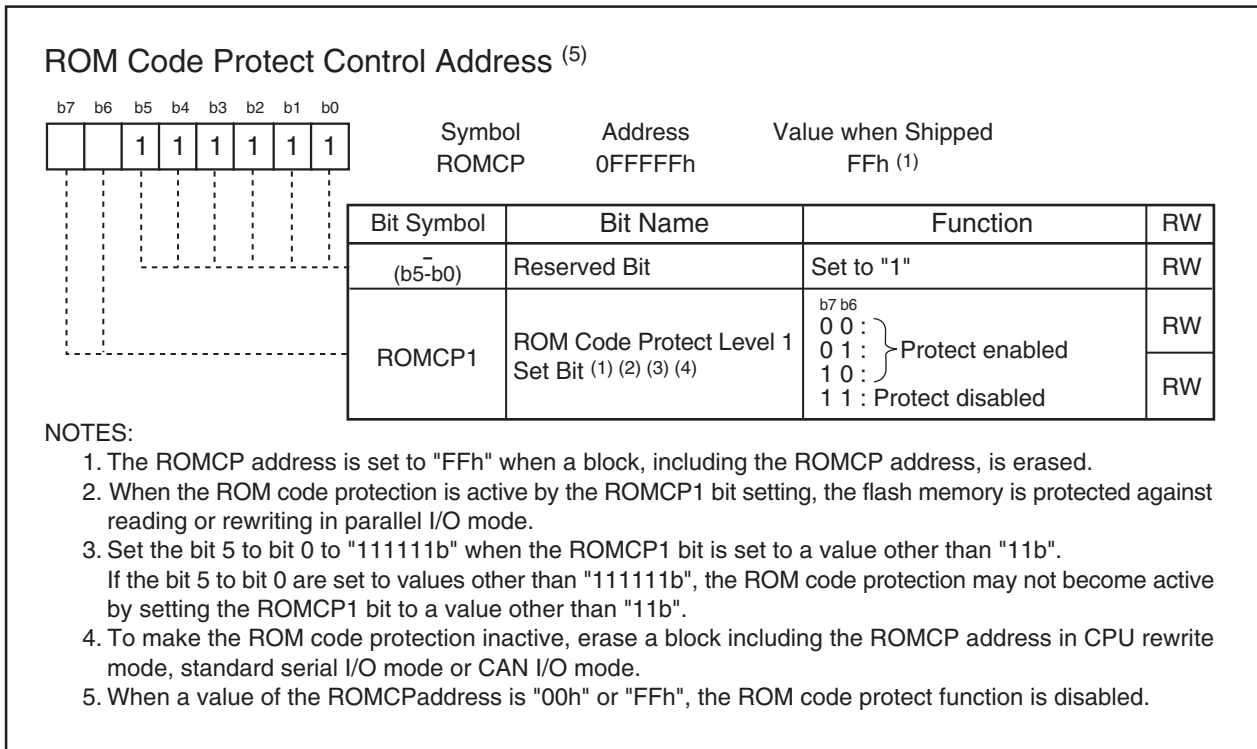 ROM Code Protect Control Address (5)
b7 b6 b5 b4 b3 b2 b1 b0
1 1 1 1 1 1
Symbol Address Value when Shipped
ROMCP 0FFFFFh FFh (1)
Bit Symbol Bit Name Function RW
–
(b5-b0) Reserved Bit Set to "1" RW
ROMCP1 ROM Code Protect Level 1
Set Bit (1) (2) (3) (4)
b7 b6
0 0 :
0 1 : Protect enabled
1 0 :
1 1 : Protect disabled
RW
RW
NOTES:
1. The ROMCP address is set to "FFh" when a block, including the ROMCP address, is erased.
2. When the ROM code protection is active by the ROMCP1 bit setting, the flash memory is protected against
reading or rewriting in parallel I/O mode.
3. Set the bit 5 to bit 0 to "111111b" when the ROMCP1 bit is set to a value other than "11b".
If the bit 5 to bit 0 are set to values other than "111111b", the ROM code protection may not become active
by setting the ROMCP1 bit to a value other than "11b".
4. To make the ROM code protection inactive, erase a block including the ROMCP address in CPU rewrite
mode, standard serial I/O mode or CAN I/O mode.
5. When a value of the ROMCPaddress is "00h" or "FFh", the ROM code protect function is disabled.